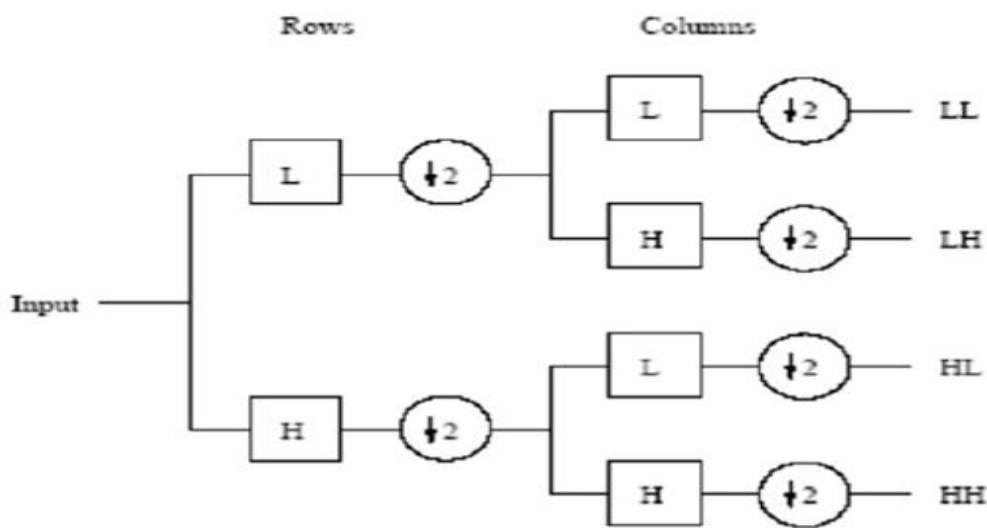 Rows Columns
L ↓2 LL
L ↓2
H ↓2 LH
Input
L ↓2 HL
H ↓2
H ↓2 HH